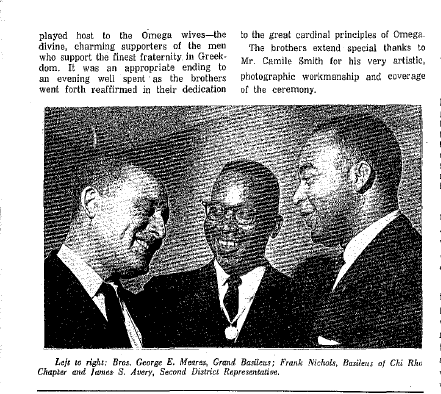 played host to the Omega wives—the
divine, charming supporters of the men
who support the finest fraternity in Greek-
dom. It was an appropriate ending to
an evening well spent as the brothers
went forth reaffirmed in their dedication
to the great cardinal principles of Omega.
The brothers extend special thanks to
Mr. Camile Smith for his very artistic,
photographic workmanship and coverage
of the ceremony.
Left to right: Bros. George E. Meares, Grand Basileus; Frank Nichols, Basileus of Chi Rho
Chapter and James S. Avery, Second District Representative.